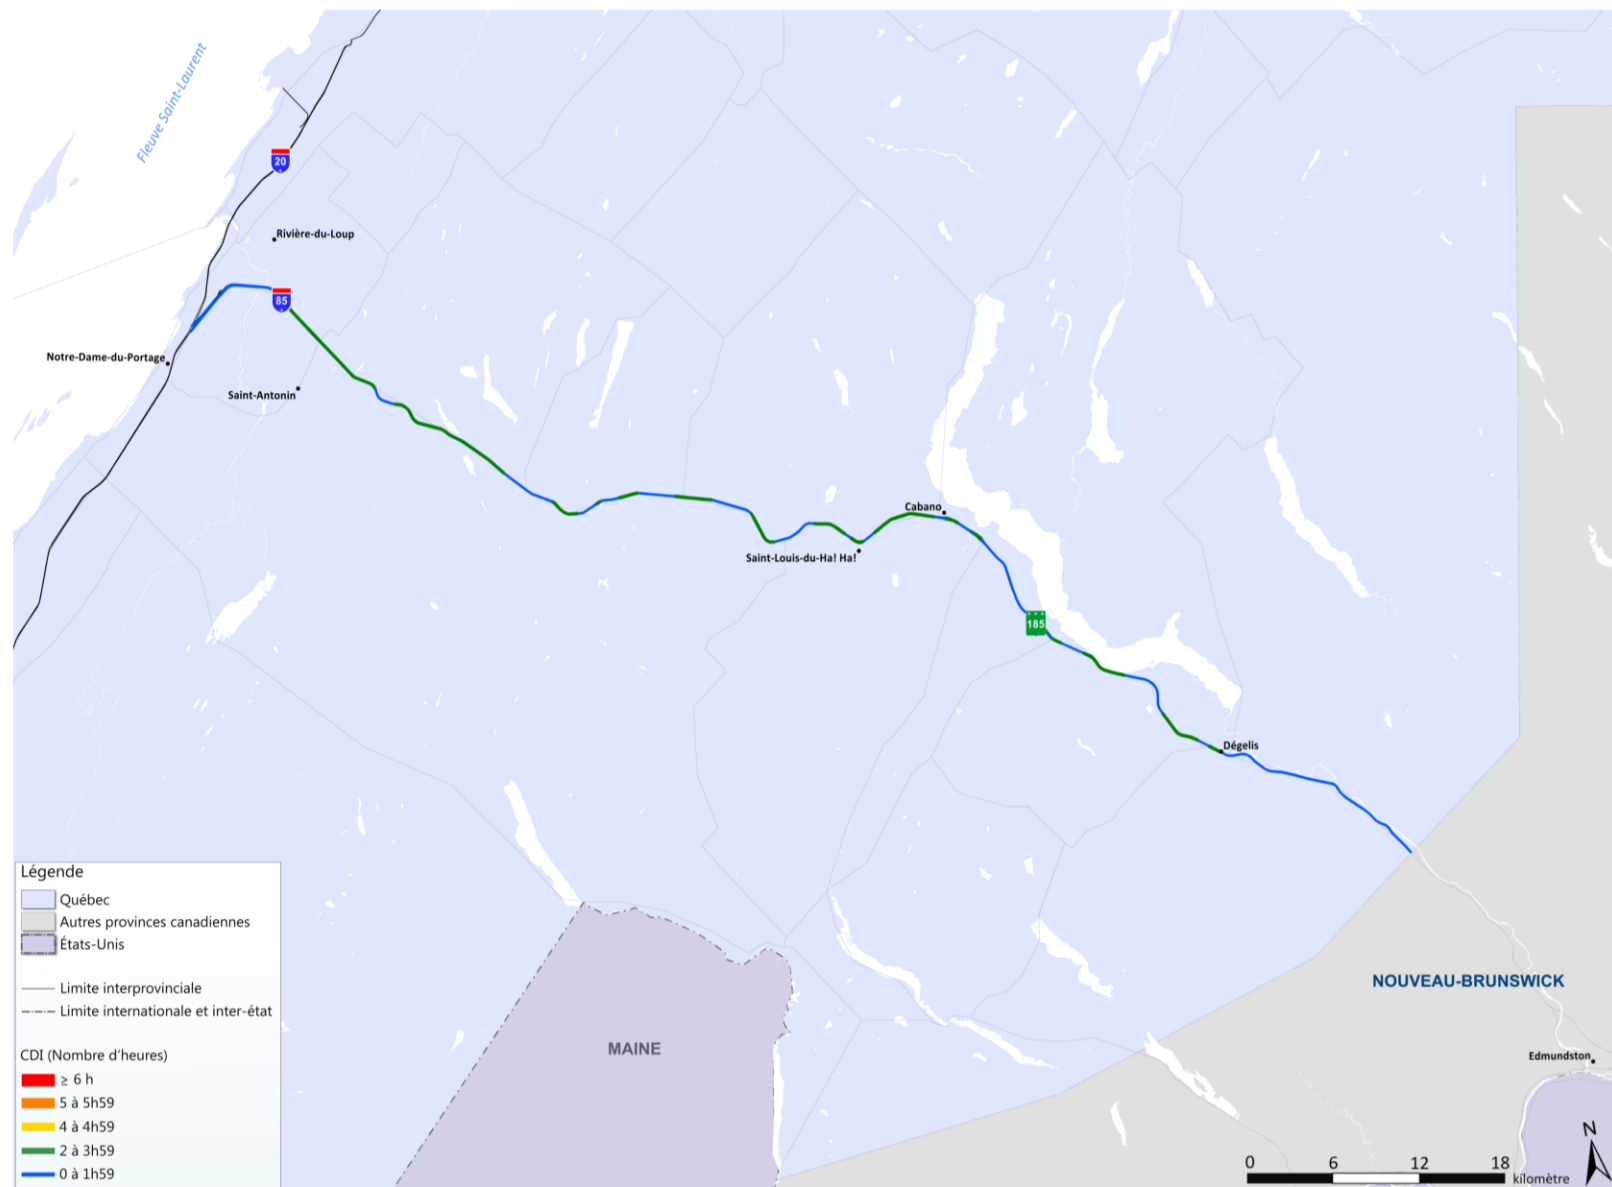 Fleuve Saint-Laurent
20
Rivière-du-Loup
85
Notre-Dame-du-Portage
Saint-Antonin
Cabano
Saint-Louis-du-Ha! Ha!
185
Dégelis
NOUVEAU-BRUNSWICK
MAINE
Edmundston
Légende
Québec
Autres provinces canadiennes
États-Unis
Limite interprovinciale
Limite internationale et inter-état
CDI (Nombre d'heures)
≥ 6 h
5 à 5h59
4 à 4h59
2 à 3h59
0 à 1h59
N
0 6 12 18
kilomètre